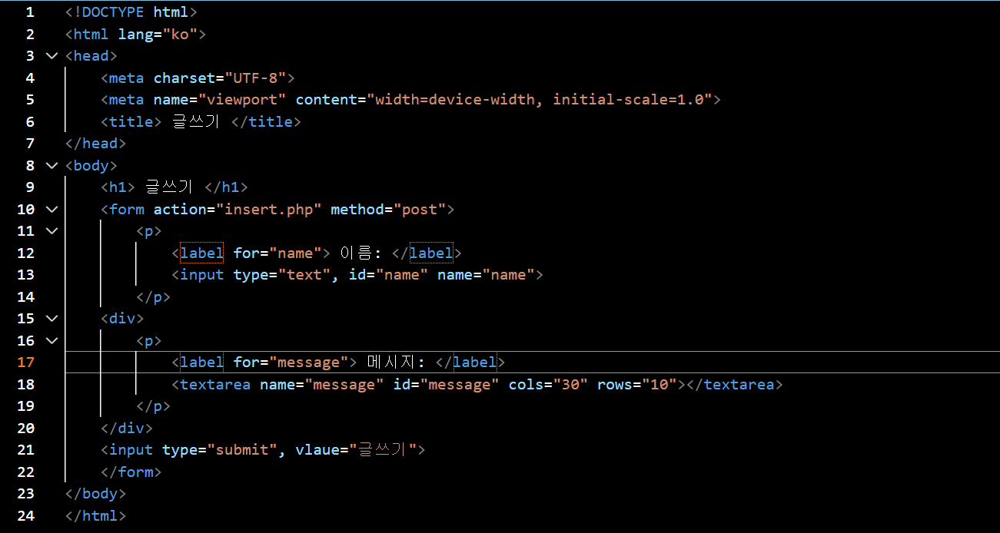 1 <!DOCTYPE html>
2 <html lang="ko">
3 <head>
4 <meta charset="UTF-8">
5 <meta name="viewport" content="width=device-width, initial-scale=1.0">
6 <title> 글쓰기 </title>
7 </head>
8 <body>
9 <h1> 글쓰기 </h1>
10 <form action="insert.php" method="post">
11 <p>
12 <label for="name"> 이름: </label>
13 <input type="text", id="name" name="name">
14 </p>
15 <div>
16 <p>
17 <label for="message"> 메시지: </label>
18 <textarea name="message" id="message" cols="30" rows="10"></textarea>
19 </p>
20 </div>
21 <input type="submit", vlaue="글쓰기">
22 </form>
23 </body>
24 </html>